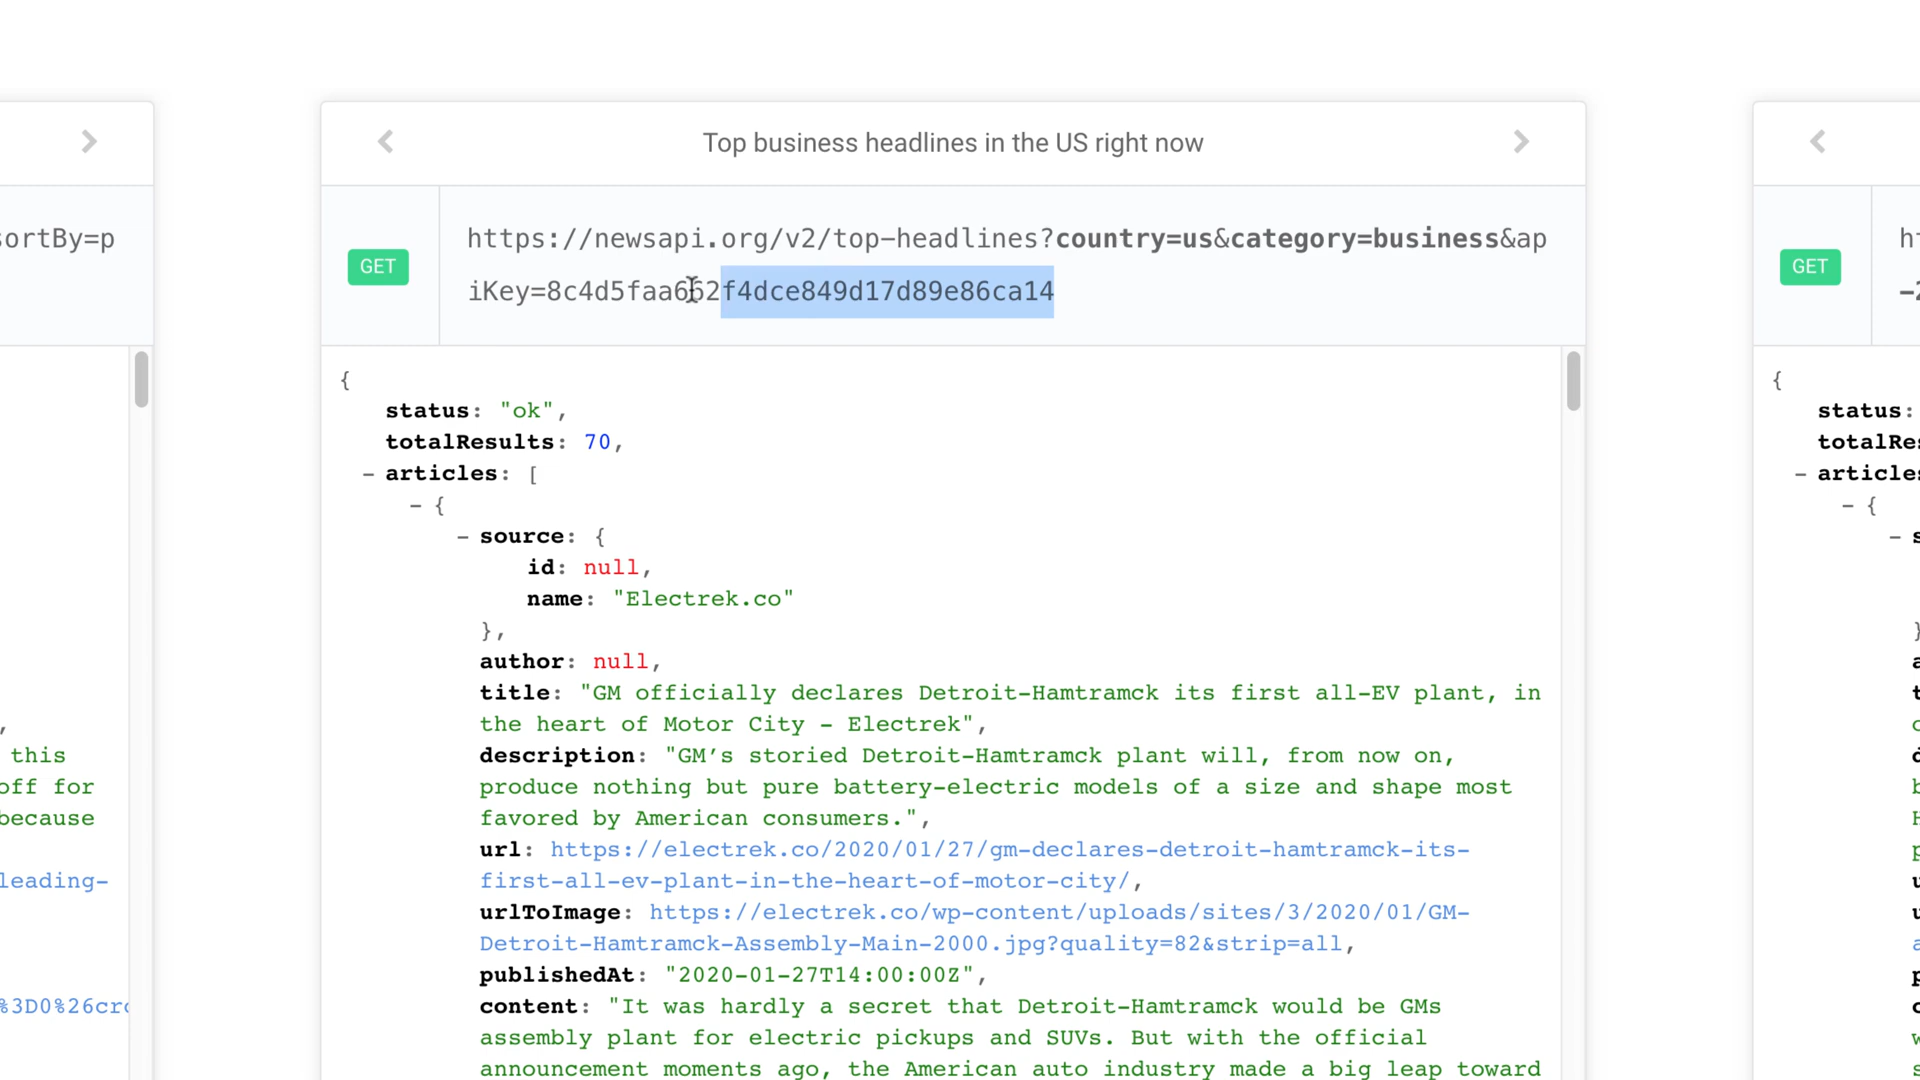 Top business headlines in the US right now
GET
https://newsapi.org/v2/top-headlines?country=us&category=business&ap
iKey=8c4d5faa662f4dce849d17d89e86ca14
{
status: "ok",
totalResults: 70,
– articles: [
– {
– source: {
id: null,
name: "Electrek.co"
},
author: null,
title: "GM officially declares Detroit-Hamtramck its first all-EV plant, in
the heart of Motor City - Electrek",
description: "GM’s storied Detroit-Hamtramck plant will, from now on,
produce nothing but pure battery-electric models of a size and shape most
favored by American consumers.",
url: https://electrek.co/2020/01/27/gm-declares-detroit-hamtramck-its-
first-all-ev-plant-in-the-heart-of-motor-city/,
urlToImage: https://electrek.co/wp-content/uploads/sites/3/2020/01/GM-
Detroit-Hamtramck-Assembly-Main-2000.jpg?quality=82&strip=all,
publishedAt: "2020-01-27T14:00:00Z",
content: "It was hardly a secret that Detroit-Hamtramck would be GMs
assembly plant for electric pickups and SUVs. But with the official
announcement moments ago, the American auto industry made a big leap toward
ortBy=p
,
this
off for
because
leading-
%3D0%26cro
GET
{
status:
totalRes
– articles
– {